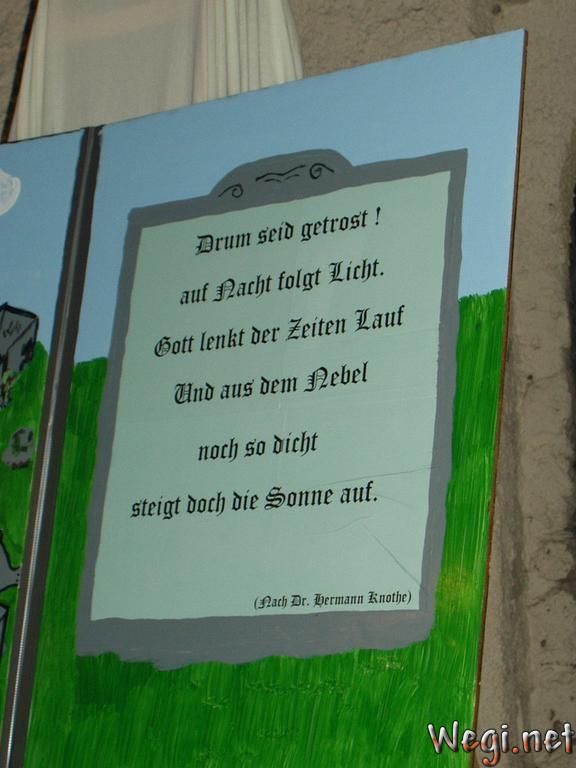 Drum seid getrost !
auf Nacht folgt Licht.
Gott lenkt der Zeiten Lauf
Und aus dem Nebel
noch so dicht
steigt doch die Sonne auf.
(Nach Dr. Hermann Knothe)
Wegi.net